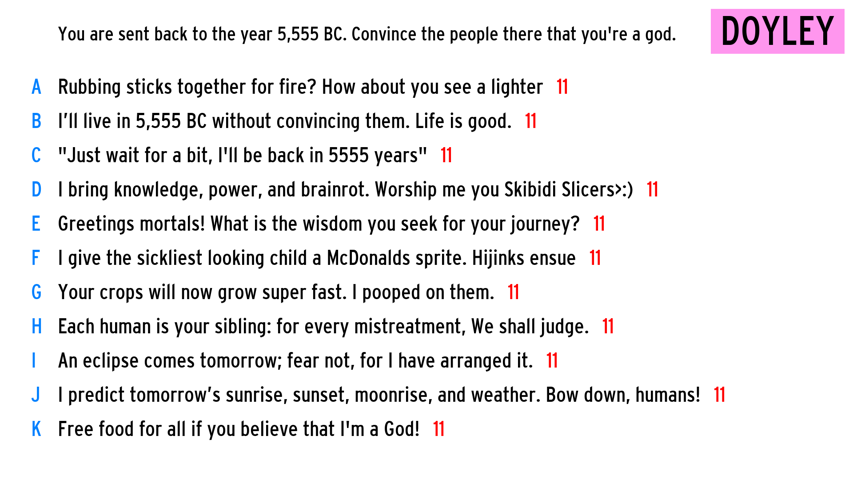 You are sent back to the year 5,555 BC. Convince the people there that you're a god.
DOYLEY
A Rubbing sticks together for fire? How about you see a lighter 11
B I’ll live in 5,555 BC without convincing them. Life is good. 11
C "Just wait for a bit, I'll be back in 5555 years" 11
D I bring knowledge, power, and brainrot. Worship me you Skibidi Slicers>:) 11
E Greetings mortals! What is the wisdom you seek for your journey? 11
F I give the sickliest looking child a McDonalds sprite. Hijinks ensue 11
G Your crops will now grow super fast. I pooped on them. 11
H Each human is your sibling: for every mistreatment, We shall judge. 11
I An eclipse comes tomorrow; fear not, for I have arranged it. 11
J I predict tomorrow’s sunrise, sunset, moonrise, and weather. Bow down, humans! 11
K Free food for all if you believe that I'm a God! 11